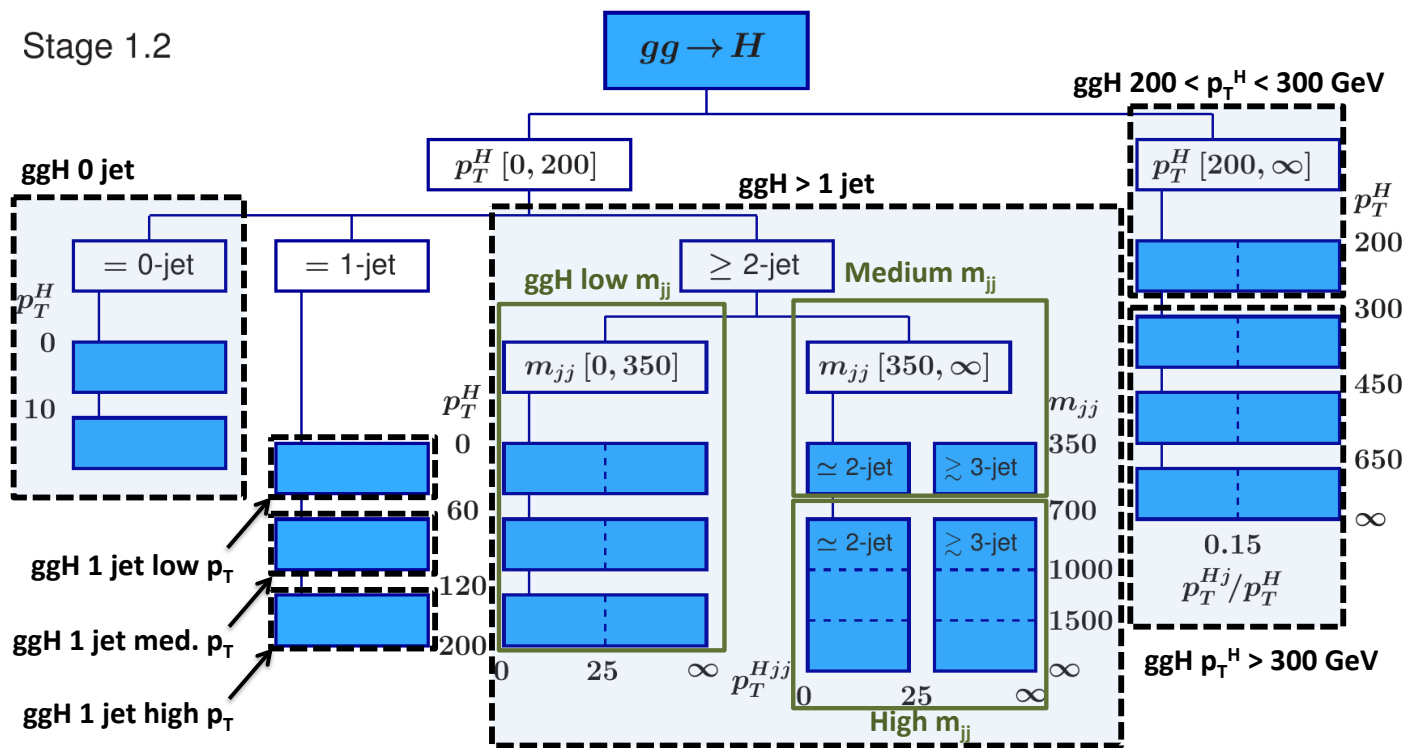 Stage 1.2
gg → H
ggH 200 < p_T^H < 300 GeV
p_T^H [0, 200]
p_T^H [200, ∞]
ggH 0 jet
ggH > 1 jet
p_T^H
200
300
450
650
∞
0.15
p_T^{Hj}/p_T^H
ggH p_T^H > 300 GeV
= 0-jet
= 1-jet
≥ 2-jet
p_T^H
0
10
ggH low m_jj
Medium m_jj
m_jj [0, 350]
m_jj [350, ∞]
p_T^H
0
60
120
200
m_jj
350
700
1000
1500
∞
≃ 2-jet
≳ 3-jet
≃ 2-jet
≳ 3-jet
ggH 1 jet low p_T
ggH 1 jet med. p_T
ggH 1 jet high p_T
0 25 ∞
p_T^{Hjj}
0 25 ∞
High m_jj